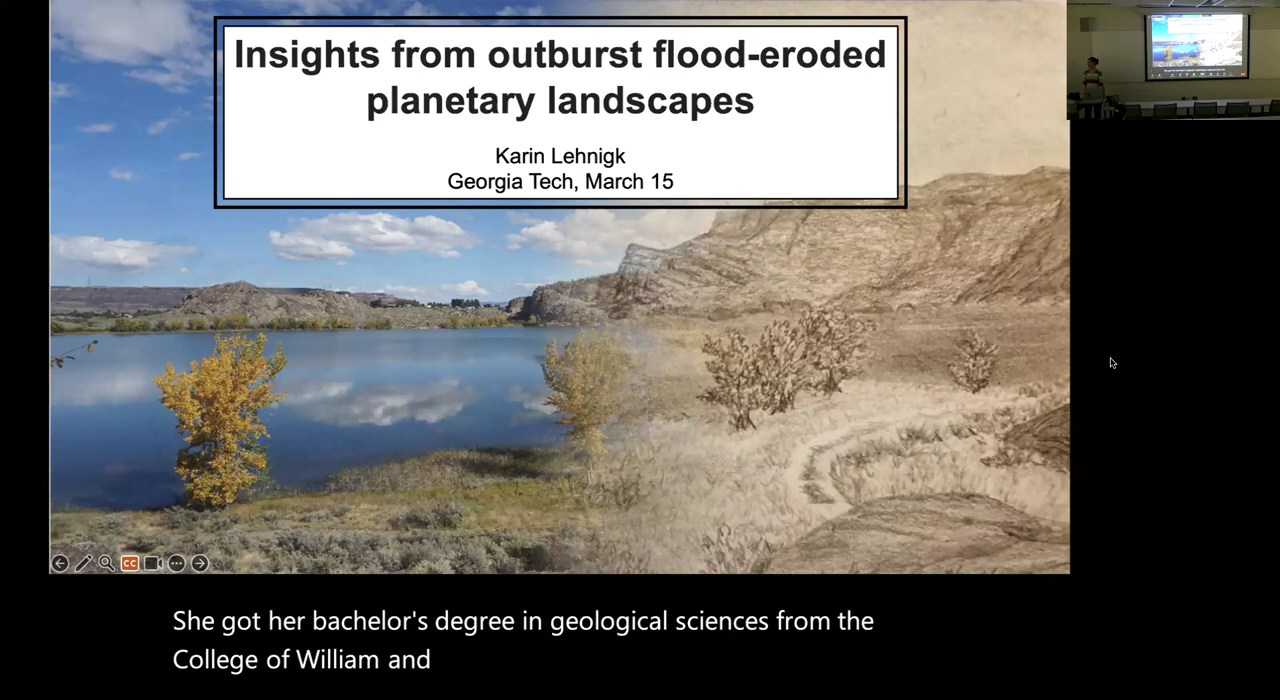 Insights from outburst flood-eroded
planetary landscapes
Karin Lehnigk
Georgia Tech, March 15
CC
She got her bachelor's degree in geological sciences from the
College of William and